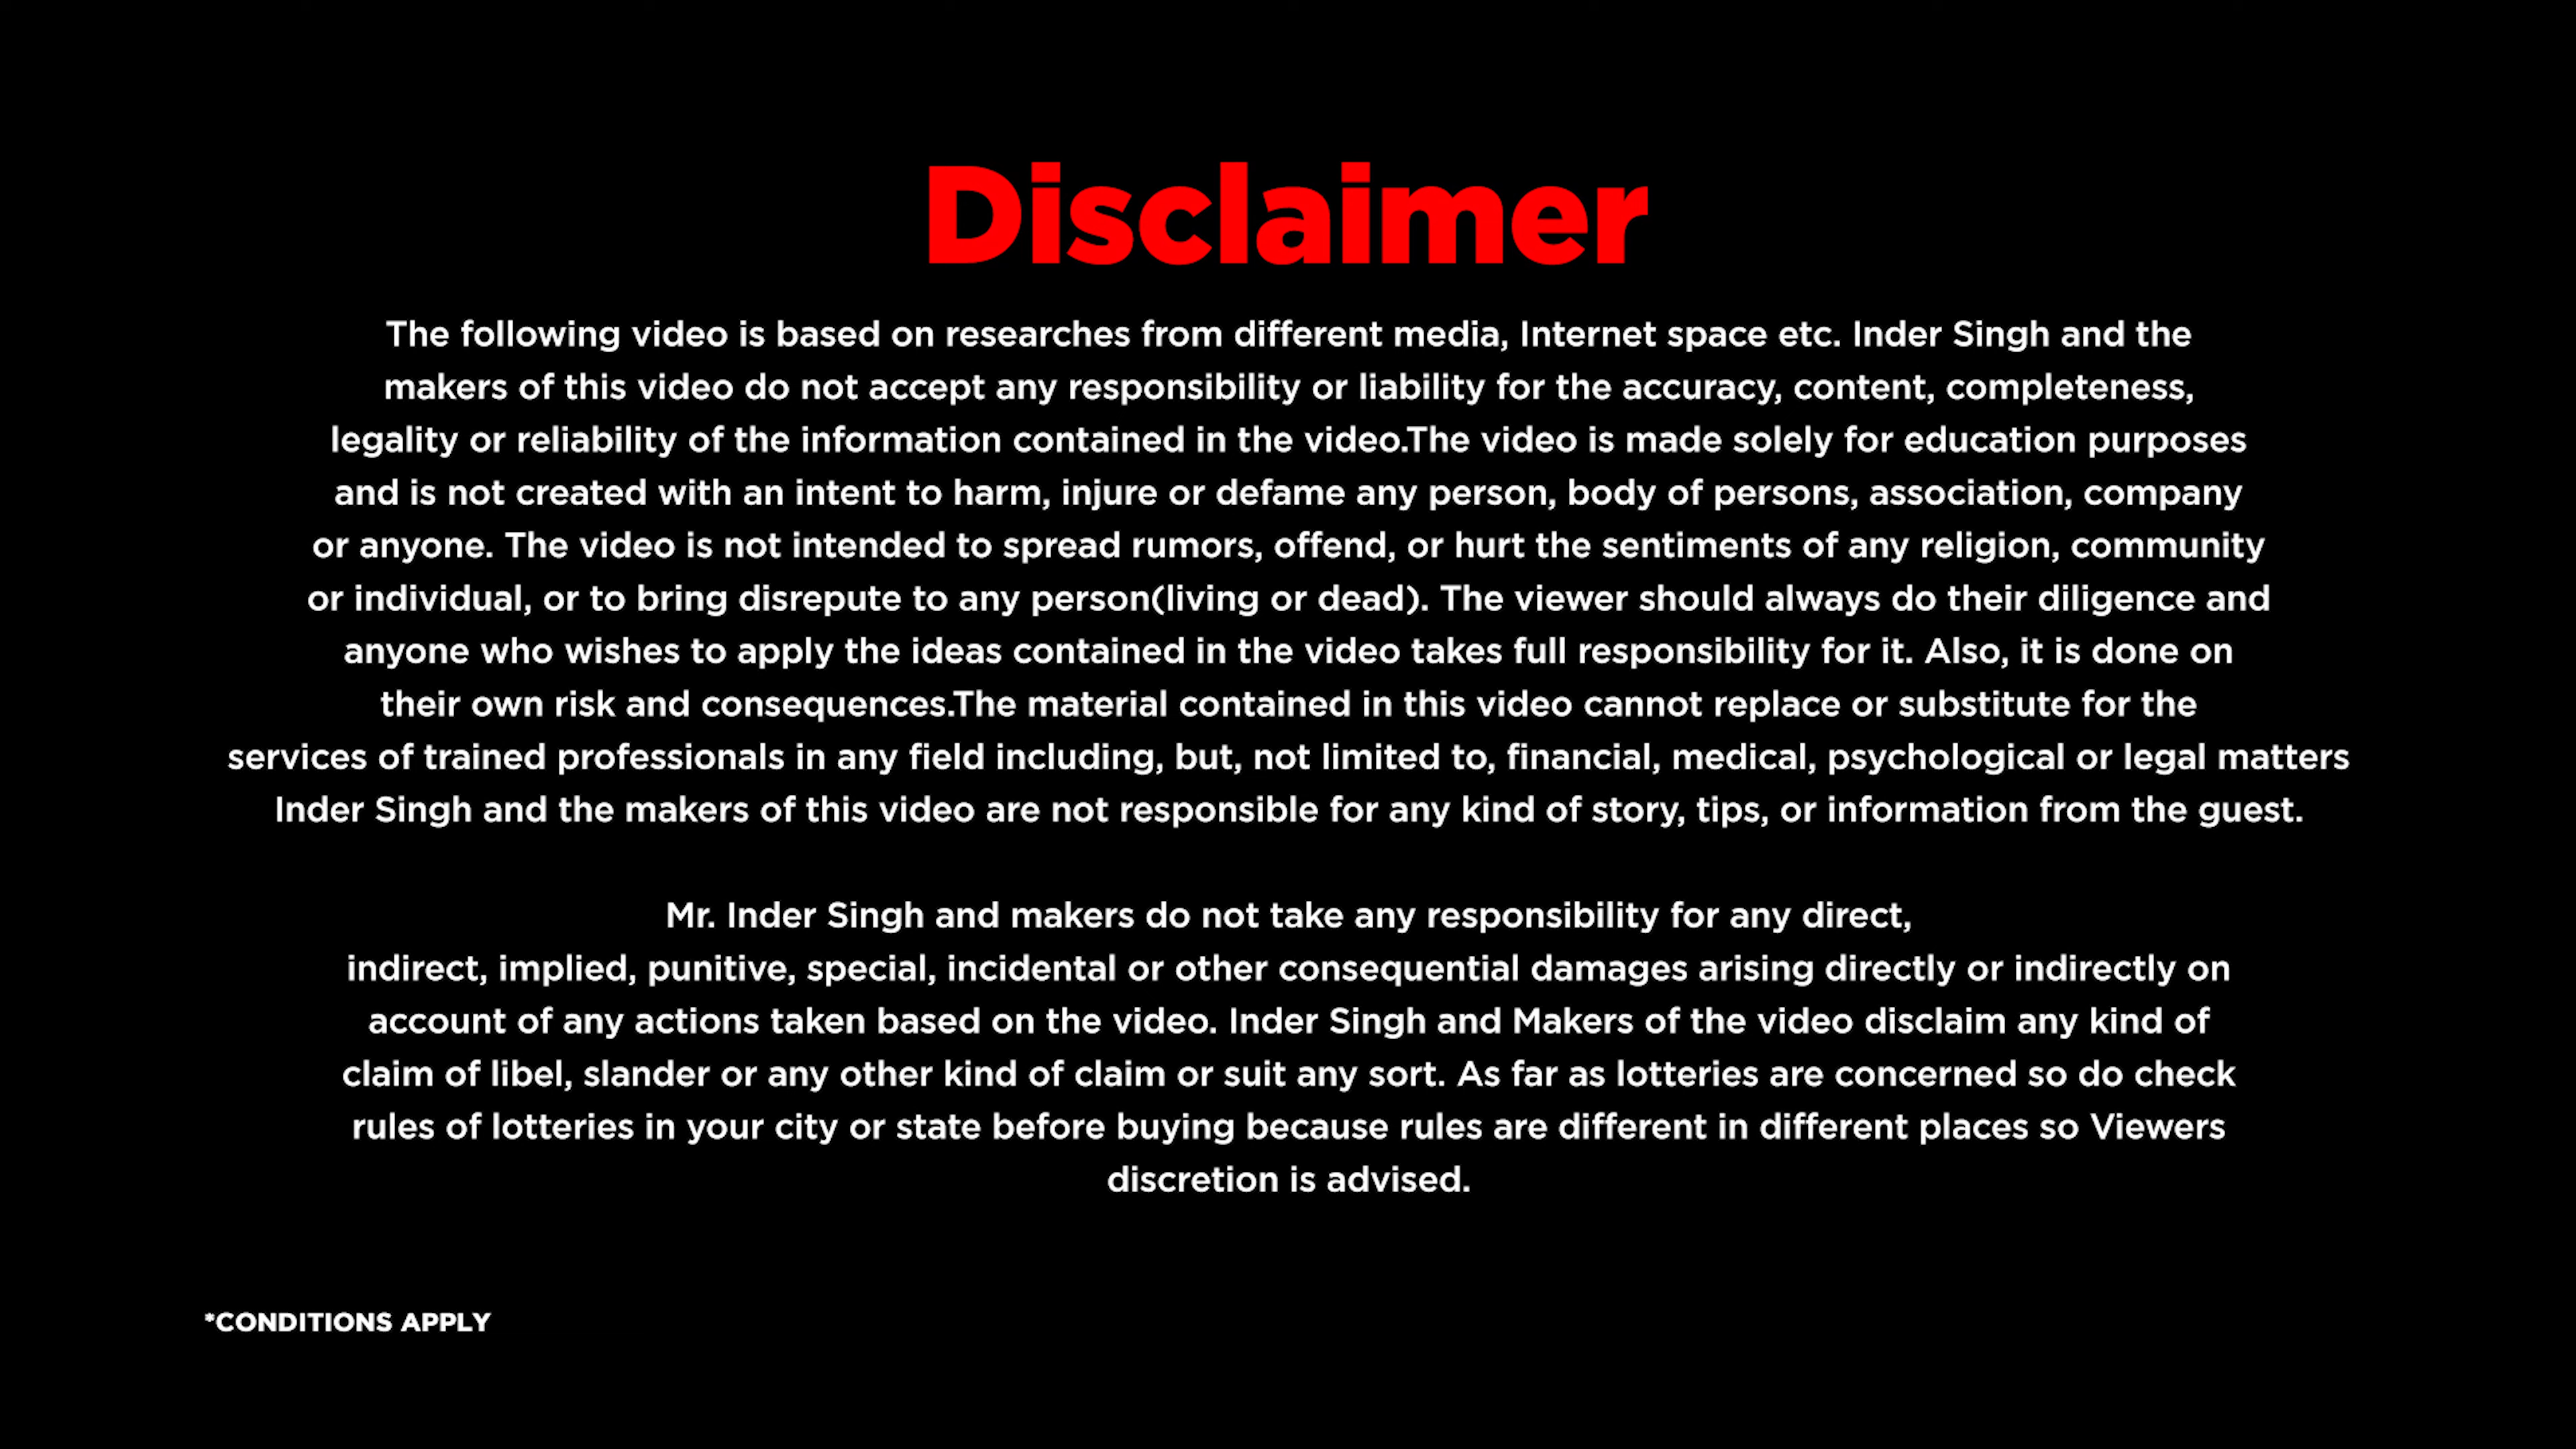 Disclaimer
The following video is based on researches from different media, Internet space etc. Inder Singh and the
makers of this video do not accept any responsibility or liability for the accuracy, content, completeness,
legality or reliability of the information contained in the video.The video is made solely for education purposes
and is not created with an intent to harm, injure or defame any person, body of persons, association, company
or anyone. The video is not intended to spread rumors, offend, or hurt the sentiments of any religion, community
or individual, or to bring disrepute to any person(living or dead). The viewer should always do their diligence and
anyone who wishes to apply the ideas contained in the video takes full responsibility for it. Also, it is done on
their own risk and consequences.The material contained in this video cannot replace or substitute for the
services of trained professionals in any field including, but, not limited to, financial, medical, psychological or legal matters
Inder Singh and the makers of this video are not responsible for any kind of story, tips, or information from the guest.
Mr. Inder Singh and makers do not take any responsibility for any direct,
indirect, implied, punitive, special, incidental or other consequential damages arising directly or indirectly on
account of any actions taken based on the video. Inder Singh and Makers of the video disclaim any kind of
claim of libel, slander or any other kind of claim or suit any sort. As far as lotteries are concerned so do check
rules of lotteries in your city or state before buying because rules are different in different places so Viewers
discretion is advised.
*CONDITIONS APPLY